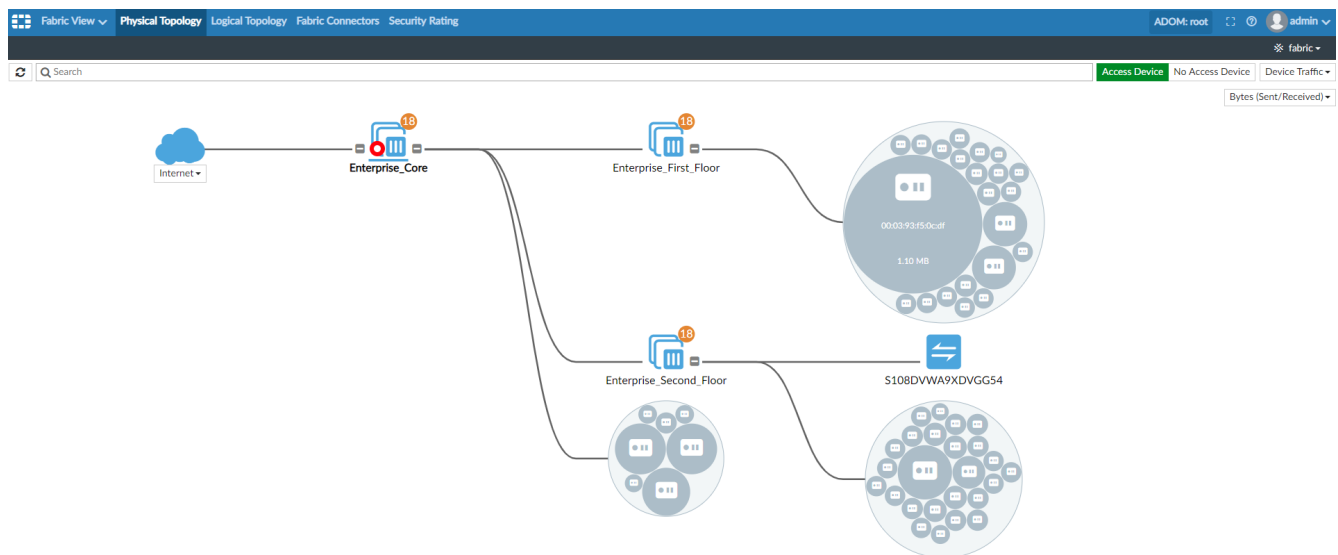 Fabric View Physical Topology Logical Topology Fabric Connectors Security Rating ADOM: root admin
fabric
Search Access Device No Access Device Device Traffic
Bytes (Sent/Received)
18 18
Internet
Enterprise_Core Enterprise_First_Floor
00:03:93:f5:0c:df
1.10 MB
18
Enterprise_Second_Floor S108DVWA9XDVGG54